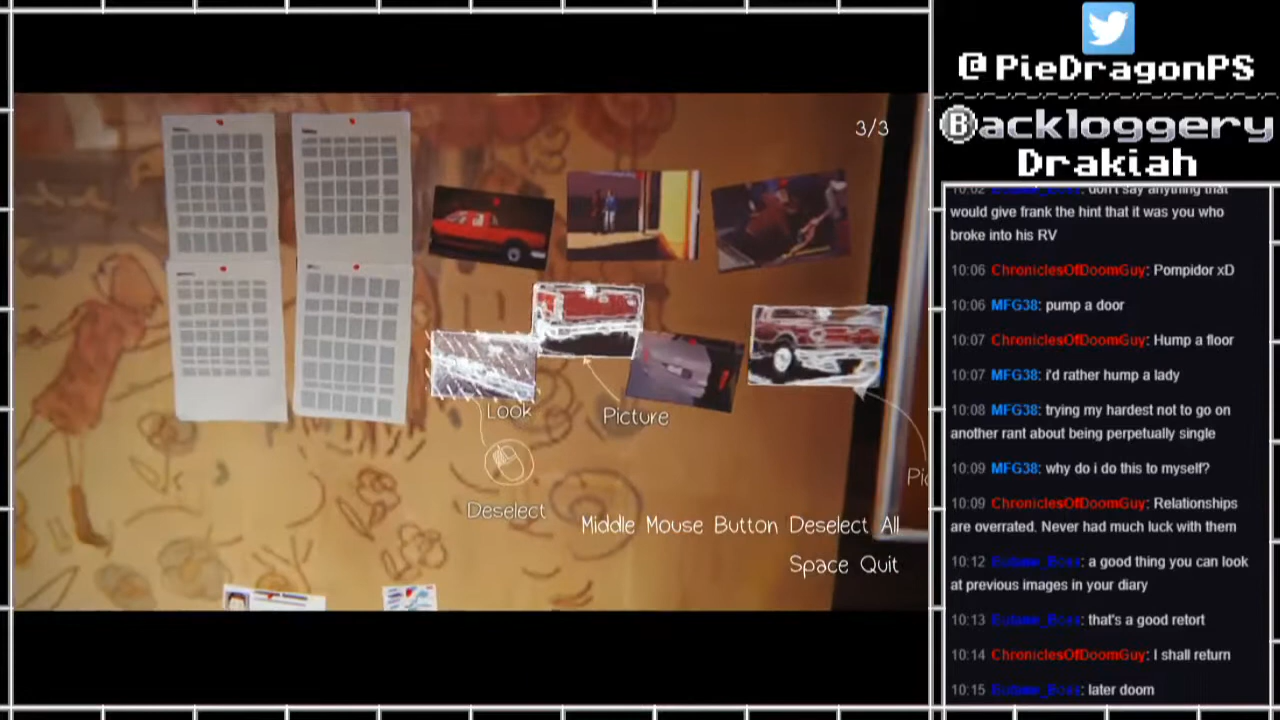 3/3
Look
Picture
Deselect
Middle Mouse Button Deselect All
Space Quit
@PieDragonPS
Backloggery
Drakiah
10:02 don't say anything that
would give frank the hint that it was you who
broke into his RV
10:06 ChroniclesOfDoomGuy: Pompidor xD
10:06 MFG38: pump a door
10:07 ChroniclesOfDoomGuy: Hump a floor
10:07 MFG38: i'd rather hump a lady
10:08 MFG38: trying my hardest not to go on
another rant about being perpetually single
10:09 MFG38: why do i do this to myself?
10:09 ChroniclesOfDoomGuy: Relationships
are overrated. Never had much luck with them
10:12 Butane_Boss: a good thing you can look
at previous images in your diary
10:13 Butane_Boss: that's a good retort
10:14 ChroniclesOfDoomGuy: I shall return
10:15 Butane_Boss: later doom